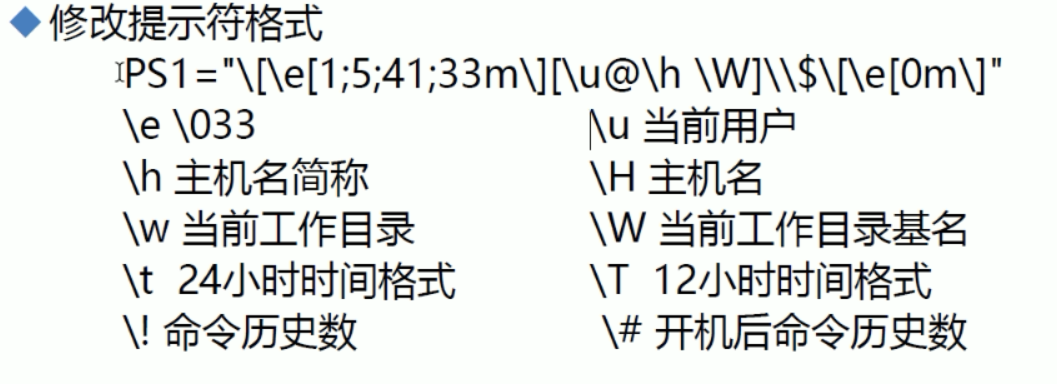 修改提示符格式
PS1="\[\e[1;5;41;33m\][\u@\h \W]\\$\[\e[0m\]"
\e \033 \u 当前用户
\h 主机名简称 \H 主机名
\w 当前工作目录 \W 当前工作目录基名
\t 24小时时间格式 \T 12小时时间格式
\! 命令历史数 \# 开机后命令历史数